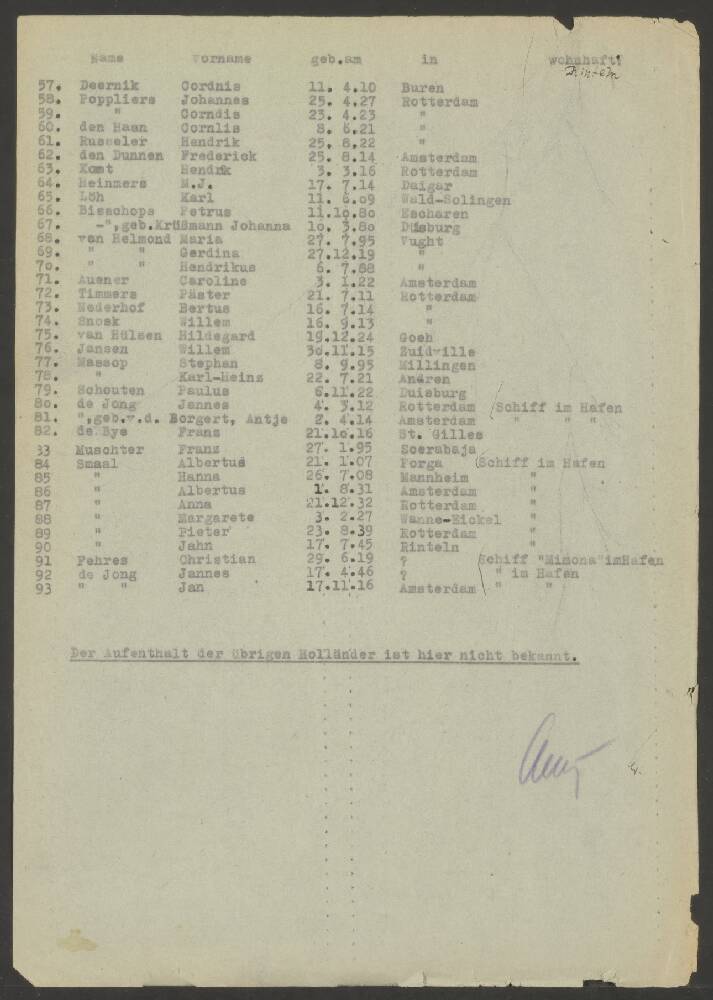 Name Vorname geb.am in wohnhaft:
Rinteln
57. Deernik Cordnis 11. 4.10 Buren
58. Poppliers Johannes 25. 4.27 Rotterdam
59. " Corndis 23. 4.23 "
60. den Haan Cornlis 8. 6.21 "
61. Russeler Hendrik 25. 8.22 "
62. den Dunnen Frederick 25. 8.14 Amsterdam
63. Komt Hendrik 3. 3.16 Rotterdam
64. Heinmers M.J. 17. 7.14 Daigar
65. Löh Karl 11. 6.09 Wald-Solingen
66. Bisschops Petrus 11.10.80 Escharen
67. -",geb.Krüßmann Johanna 10. 3.80 Duisburg
68. van Helmond Maria 27. 7.95 Vught
69. " " Gerdina 27.12.19 "
70. " " Hendrikus 6. 7.88 "
71. Auener Caroline 3. 1.22 Amsterdam
72. Timmers Päster 21. 7.11 Rotterdam
73. Nederhof Bertus 16. 7.14 "
74. Snoek Willem 16. 9.13 "
75. van Hülsen Hildegard 19.12.24 Goch
76. Jansen Willem 30.11.15 Zuidwille
77. Massop Stephan 8. 9.95 Millingen
78. " Karl-Heinz 22. 7.21 Andren
79. Schouten Paulus 6.11.22 Duisburg
80. de Jong Jannes 4. 3.12 Rotterdam (Schiff im Hafen
81. ",geb.v.d. Borgert, Antje 2. 4.14 Amsterdam " " "
82. de Bye Franz 21.10.16 St. Gilles
83 Muschter Franz 27. 1.95 Soerabaja
84 Smaal Albertus 21. 1.07 Forga (Schiff im Hafen
85 " Hanna 26. 7.08 Mannheim "
86 " Albertus 1. 8.31 Amsterdam "
87 " Anna 21.12.32 Rotterdam "
88 " Margarete 3. 2.27 Wanne-Eickel "
89 " Pieter 23. 8.39 Rotterdam "
90 " Jahn 17. 7.45 Rinteln "
91 Fehres Christian 29. 6.19 ? Schiff "Mimona"imHafen
92 de Jong Jannes 17. 4.46 ? " im Hafen
93 " " Jan 17.11.16 Amsterdam " "
Der Aufenthalt der übrigen Holländer ist hier nicht bekannt.